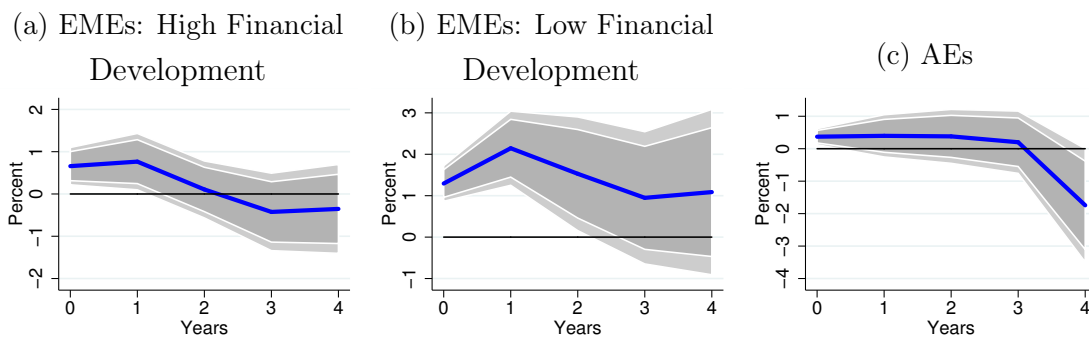 (a) EMEs: High Financial
Development
2
1
0
−1
−2
Percent
0 1 2 3 4
Years
(b) EMEs: Low Financial
Development
3
2
1
0
−1
Percent
0 1 2 3 4
Years
(c) AEs
1
0
−1
−2
−3
−4
Percent
0 1 2 3 4
Years